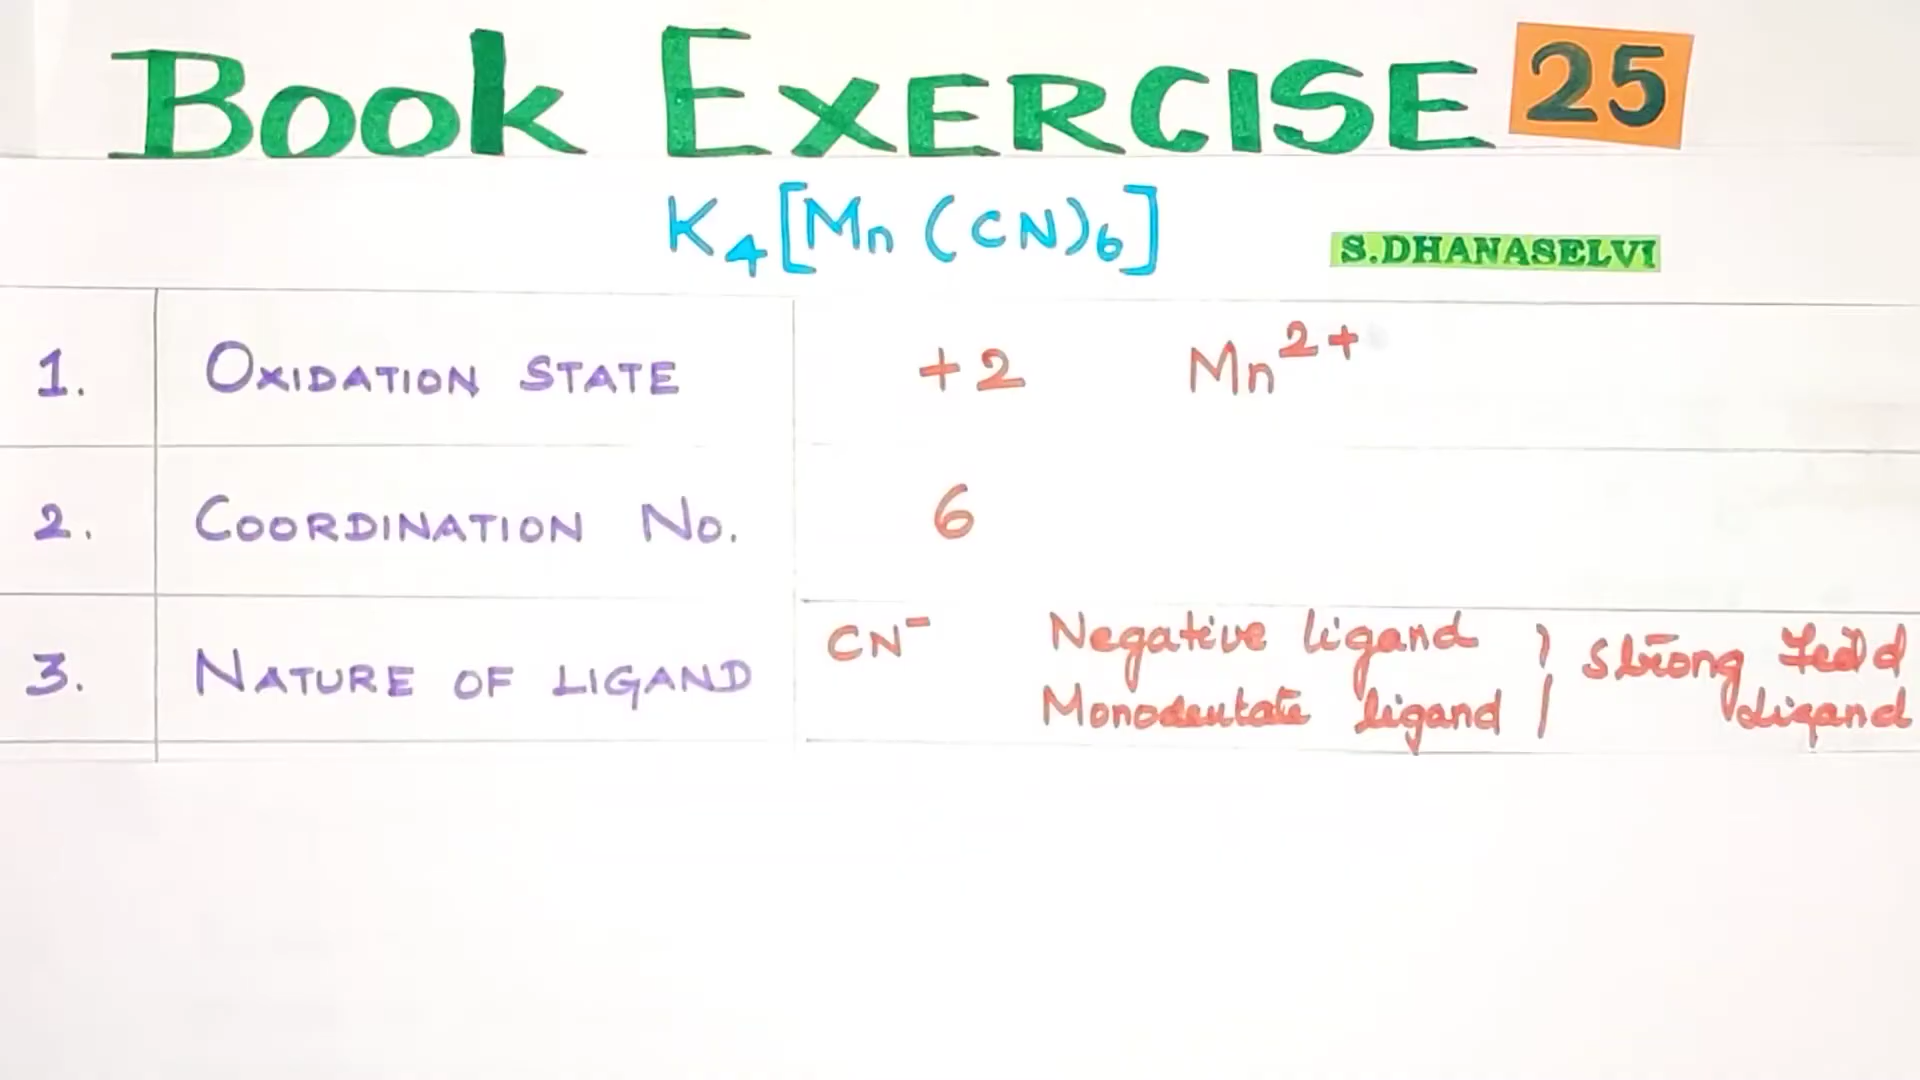 BOOK EXERCISE 25
K₄[Mn(CN)₆]
S.DHANASELVI
1. OXIDATION STATE +2 Mn²⁺
2. COORDINATION No. 6
3. NATURE OF LIGAND CN⁻ Negative ligand Strong Field
Monodentate ligand Ligand